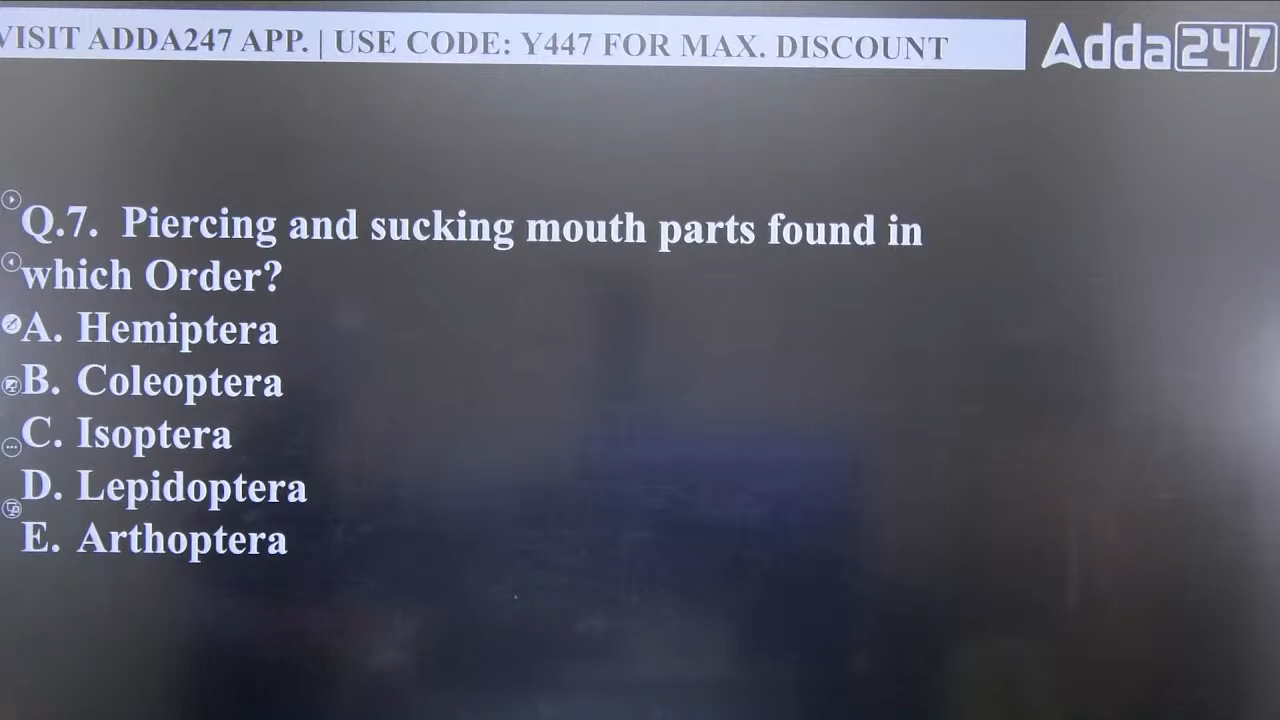 VISIT ADDA247 APP. | USE CODE: Y447 FOR MAX. DISCOUNT
Adda247
Q.7. Piercing and sucking mouth parts found in
which Order?
A. Hemiptera
B. Coleoptera
C. Isoptera
D. Lepidoptera
E. Arthoptera